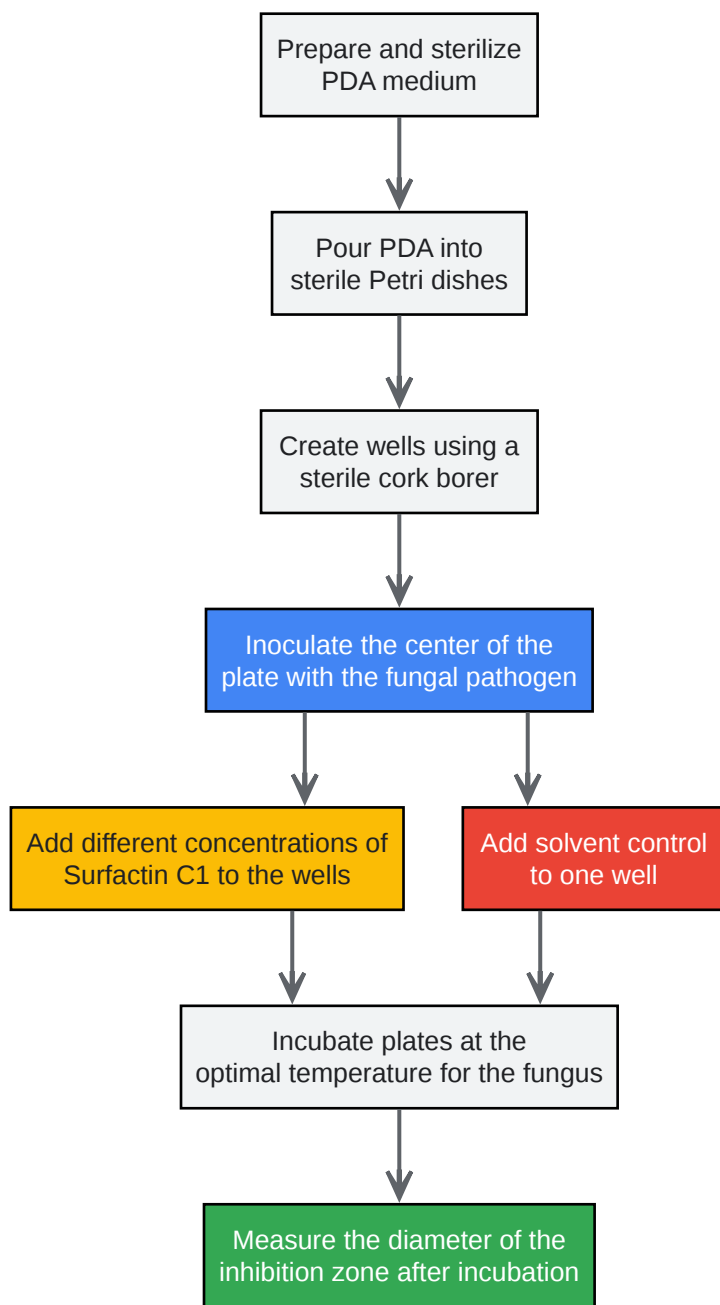 Prepare and sterilize
PDA medium
Pour PDA into
sterile Petri dishes
Create wells using a
sterile cork borer
Inoculate the center of the
plate with the fungal pathogen
Add different concentrations of
Surfactin C1 to the wells
Add solvent control
to one well
Incubate plates at the
optimal temperature for the fungus
Measure the diameter of the
inhibition zone after incubation